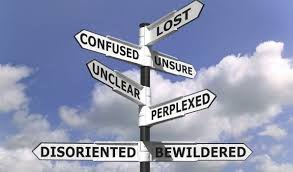 LOST
CONFUSED
UNSURE
UNCLEAR
PERPLEXED
DISORIENTED
BEWILDERED